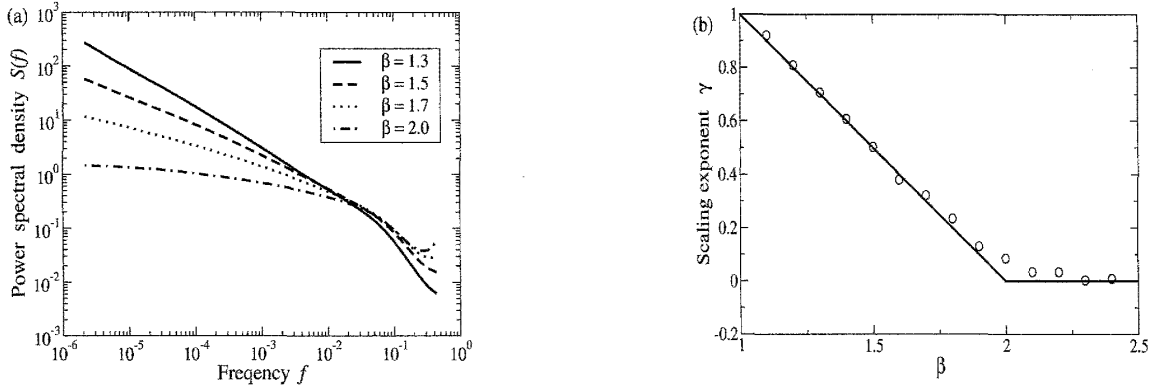 (a)
10^3
10^2
10^1
10^0
10^-1
10^-2
10^-3
Power spectral density S(f)
β = 1.3
β = 1.5
β = 1.7
β = 2.0
10^-6 10^-5 10^-4 10^-3 10^-2 10^-1 10^0
Freqency f
(b)
1
0.8
0.6
0.4
0.2
0
-0.2
Scaling exponent γ
1 1.5 2 2.5
β